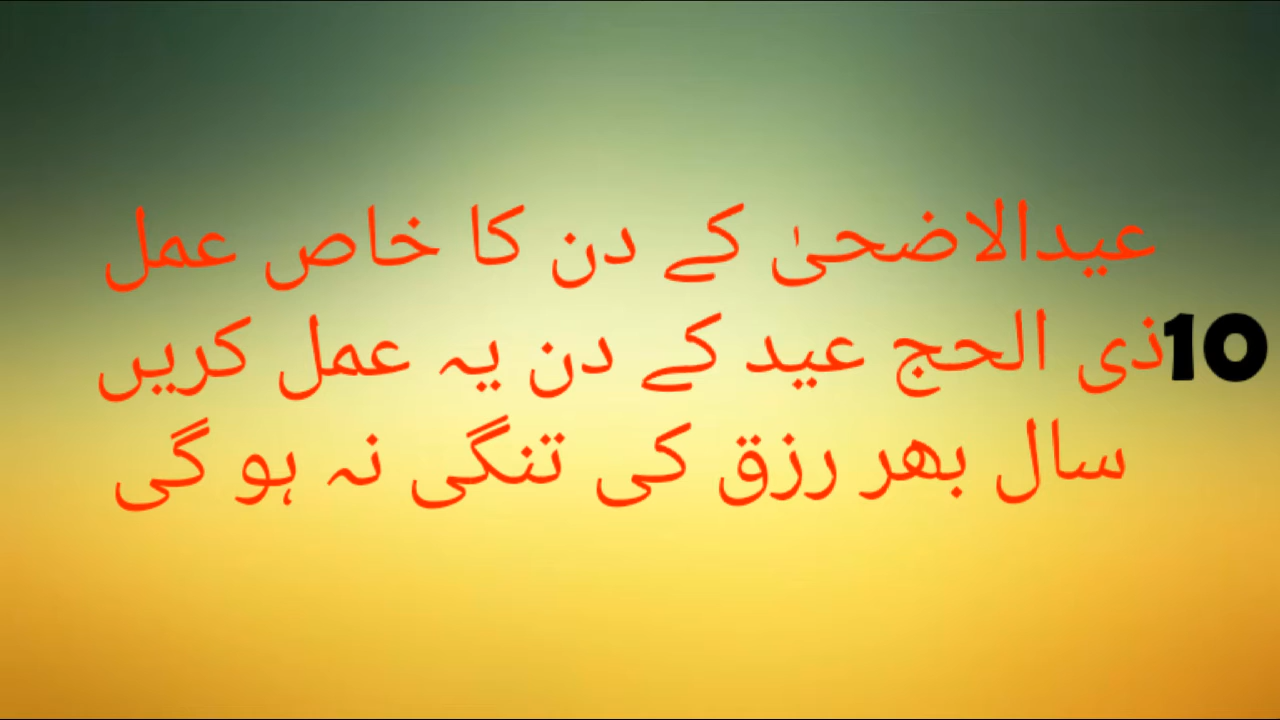 عیدالاضحیٰ کے دن کا خاص عمل
10ذی الحج عید کے دن یہ عمل کریں
سال بھر رزق کی تنگی نہ ہو گی